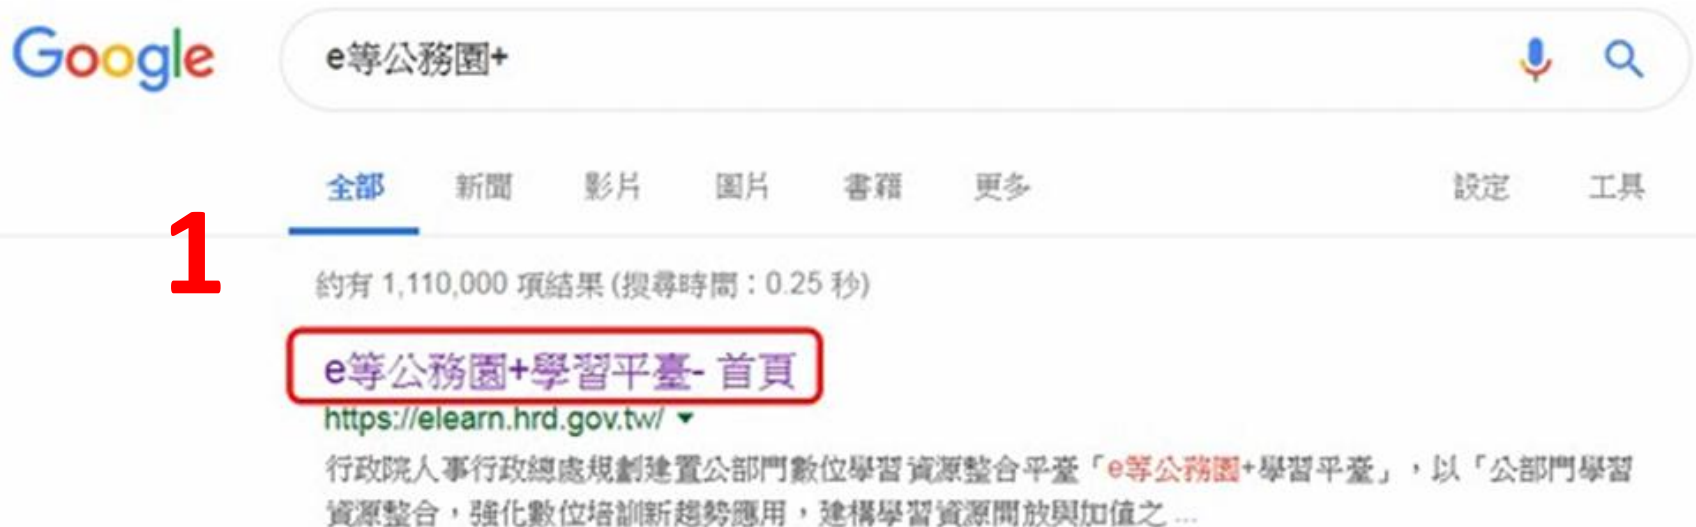 Google
e等公務園+
全部 新聞 影片 圖片 書籍 更多 設定 工具
1
約有 1,110,000 項結果 (搜尋時間:0.25 秒)
e等公務園+學習平臺- 首頁
https://elearn.hrd.gov.tw/
行政院人事行政總處規劃建置公部門數位學習資源整合平臺「e等公務園+學習平臺」,以「公部門學習
資源整合,強化數位培訓新趨勢應用,建構學習資源開放與加值之 ...